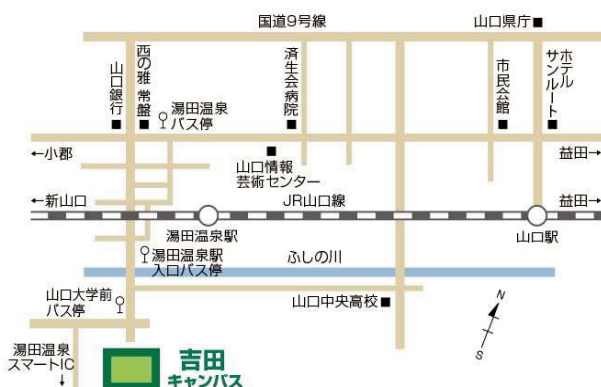 国道9号線
山口県庁
山口銀行
西の雅 常盤
湯田温泉
バス停
済生会病院
市民会館
ホテル
サンルート
←小郡
山口情報
芸術センター
益田→
←新山口
JR山口線
益田→
湯田温泉駅
山口駅
湯田温泉駅
入口バス停
ふしの川
山口大学前
バス停
山口中央高校
N
S
湯田温泉
スマートIC
↓
吉田
キャンパス